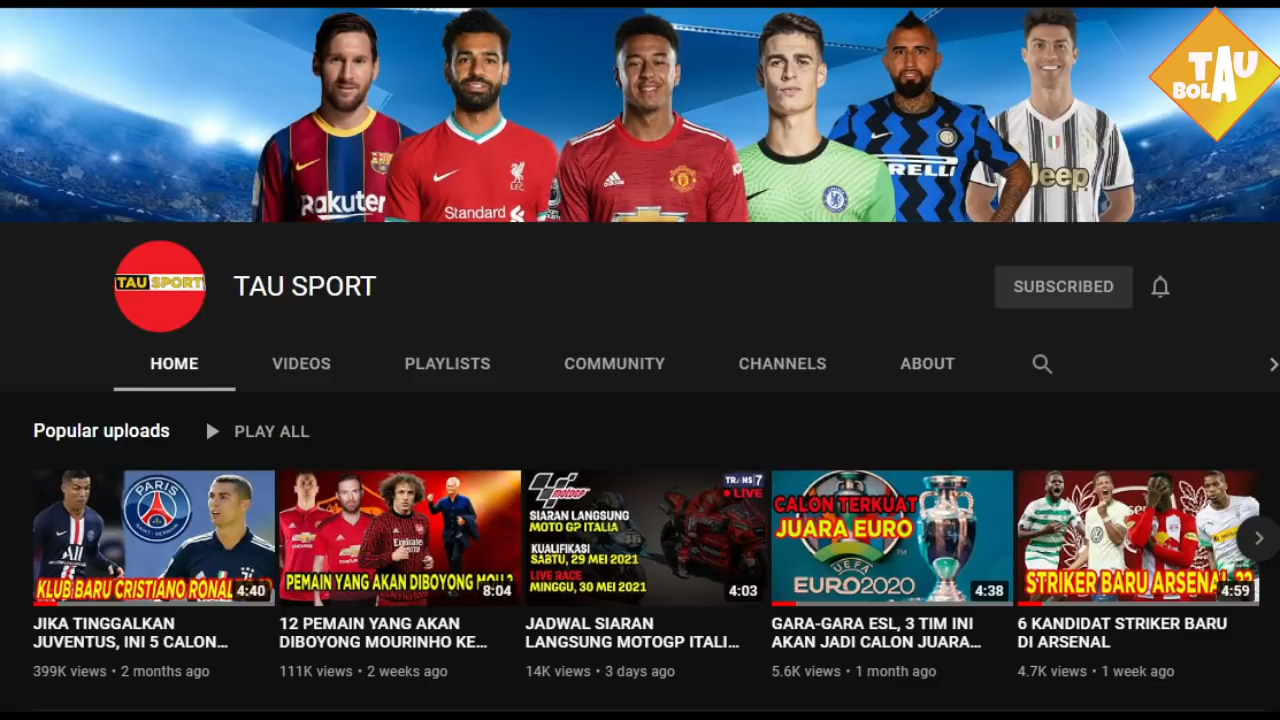 TAU
BOLA
Rakuten
Standard
LFC
IRELLI
Jeep
TAU SPORT
TAU SPORT
SUBSCRIBED
HOME VIDEOS PLAYLISTS COMMUNITY CHANNELS ABOUT
Popular uploads PLAY ALL
PARIS
KLUB BARU CRISTIANO RONAL
4:40
PEMAIN YANG AKAN DIBOYONG
8:04
MotoGP
TRANS7
LIVE
SIARAN LANGSUNG
MOTO GP ITALIA
KUALIFIKASI
SABTU, 29 MEI 2021
LIVE RACE
MINGGU, 30 MEI 2021
4:03
CALON TERKUAT
JUARA EURO
UEFA
EURO2020
4:38
STRIKER BARU ARSENAL
4:59
JIKA TINGGALKAN
JUVENTUS, INI 5 CALON...
399K views • 2 months ago
12 PEMAIN YANG AKAN
DIBOYONG MOURINHO KE...
111K views • 2 weeks ago
JADWAL SIARAN
LANGSUNG MOTOGP ITALI...
14K views • 3 days ago
GARA-GARA ESL, 3 TIM INI
AKAN JADI CALON JUARA...
5.6K views • 1 month ago
6 KANDIDAT STRIKER BARU
DI ARSENAL
4.7K views • 1 week ago